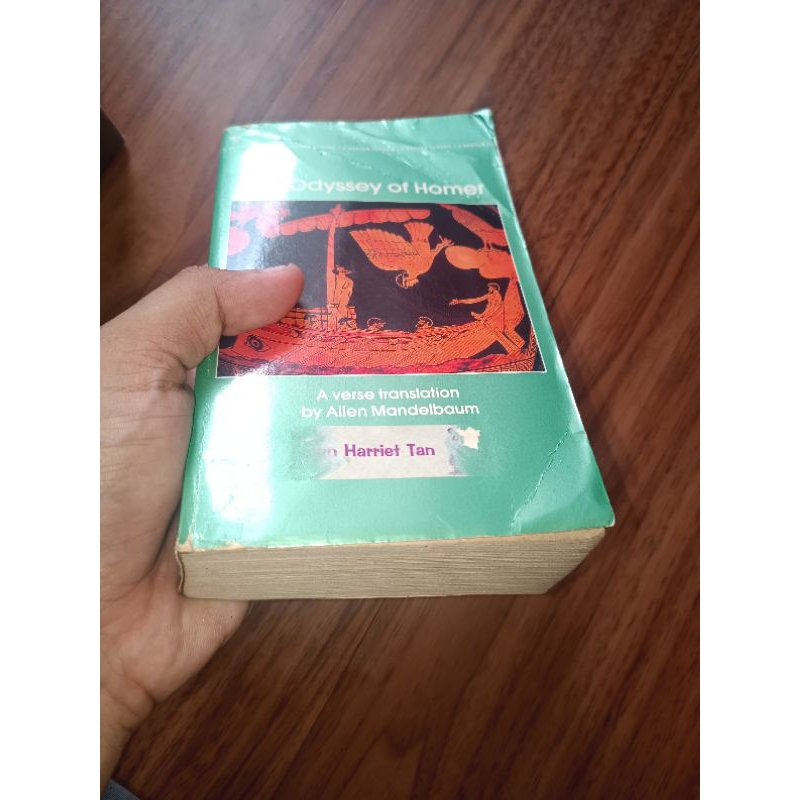 Odyssey of Homer
A verse translation
by Allen Mandelbaum
Harriet Tan